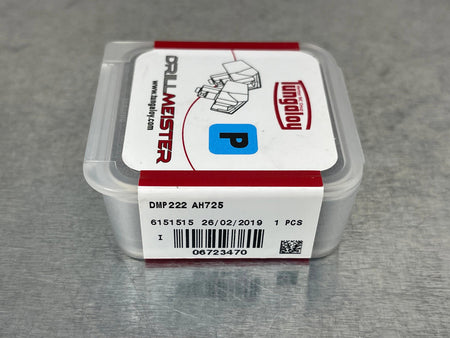 DRILLMEISTER
www.tungaloy.com
Tungaloy
P
DMP222 AH725
6151515 26/02/2019 1 PCS
I
06723470